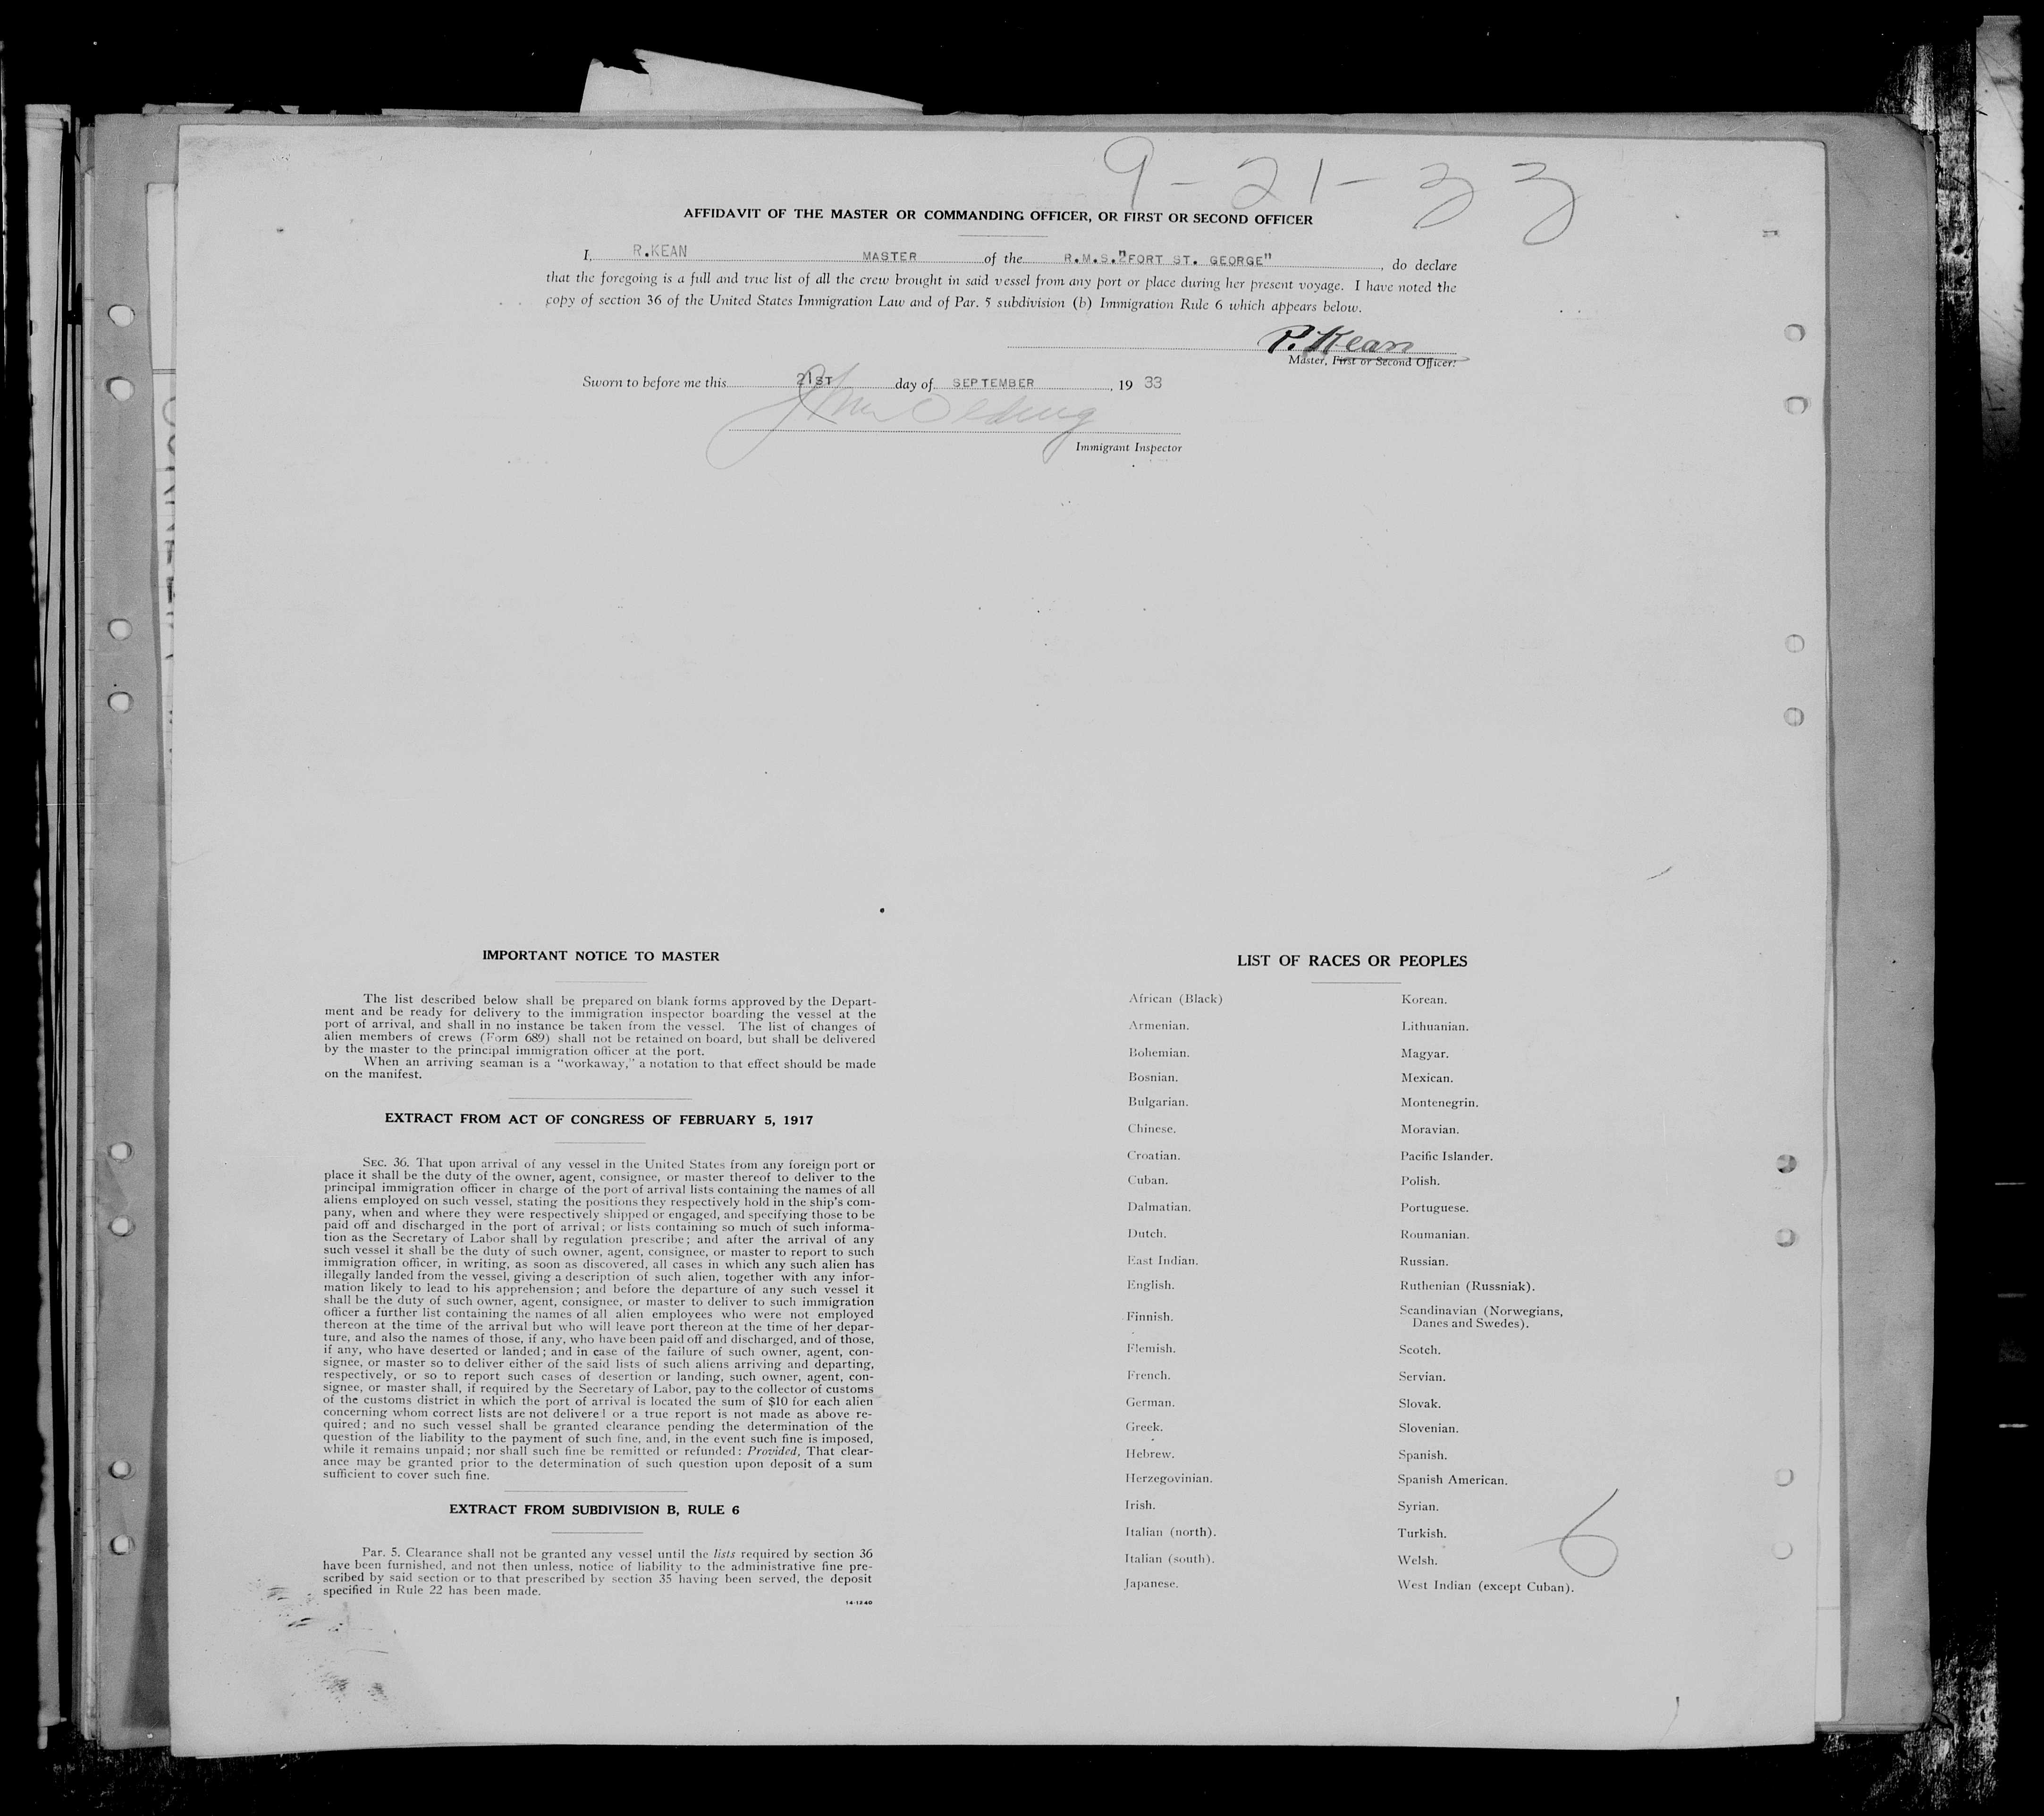 9-21-33
AFFIDAVIT OF THE MASTER OR COMMANDING OFFICER, OR FIRST OR SECOND OFFICER
I, R.KEAN MASTER of the R.M.S."FORT ST. GEORGE", do declare
that the foregoing is a full and true list of all the crew brought in said vessel from any port or place during her present voyage. I have noted the
copy of section 36 of the United States Immigration Law and of Par. 5 subdivision (b) Immigration Rule 6 which appears below.
R. Kean
Master, First or Second Officer.
Sworn to before me this 21ST day of SEPTEMBER, 19 33
Immigrant Inspector
IMPORTANT NOTICE TO MASTER
The list described below shall be prepared on blank forms approved by the Depart-
ment and be ready for delivery to the immigration inspector boarding the vessel at the
port of arrival, and shall in no instance be taken from the vessel. The list of changes of
alien members of crews (Form 689) shall not be retained on board, but shall be delivered
by the master to the principal immigration officer at the port.
When an arriving seaman is a "workaway," a notation to that effect should be made
on the manifest.
EXTRACT FROM ACT OF CONGRESS OF FEBRUARY 5, 1917
SEC. 36. That upon arrival of any vessel in the United States from any foreign port or
place it shall be the duty of the owner, agent, consignee, or master thereof to deliver to the
principal immigration officer in charge of the port of arrival lists containing the names of all
aliens employed on such vessel, stating the positions they respectively hold in the ship's com-
pany, when and where they were respectively shipped or engaged, and specifying those to be
paid off and discharged in the port of arrival; or lists containing so much of such informa-
tion as the Secretary of Labor shall by regulation prescribe; and after the arrival of any
such vessel it shall be the duty of such owner, agent, consignee, or master to report to such
immigration officer, in writing, as soon as discovered, all cases in which any such alien has
illegally landed from the vessel, giving a description of such alien, together with any infor-
mation likely to lead to his apprehension; and before the departure of any such vessel it
shall be the duty of such owner, agent, consignee, or master to deliver to such immigration
officer a further list containing the names of all alien employees who were not employed
thereon at the time of the arrival but who will leave port thereon at the time of her depar-
ture, and also the names of those, if any, who have been paid off and discharged, and of those,
if any, who have deserted or landed; and in case of the failure of such owner, agent, con-
signee, or master so to deliver either of the said lists of such aliens arriving and departing,
respectively, or so to report such cases of desertion or landing, such owner, agent, con-
signee, or master shall, if required by the Secretary of Labor, pay to the collector of customs
of the customs district in which the port of arrival is located the sum of $10 for each alien
concerning whom correct lists are not delivered or a true report is not made as above re-
quired; and no such vessel shall be granted clearance pending the determination of the
question of the liability to the payment of such fine, and, in the event such fine is imposed,
while it remains unpaid; nor shall such fine be remitted or refunded: Provided, That clear-
ance may be granted prior to the determination of such question upon deposit of a sum
sufficient to cover such fine.
EXTRACT FROM SUBDIVISION B, RULE 6
Par. 5. Clearance shall not be granted any vessel until the lists required by section 36
have been furnished, and not then unless, notice of liability to the administrative fine pre-
scribed by said section or to that prescribed by section 35 having been served, the deposit
specified in Rule 22 has been made.
14-1240
LIST OF RACES OR PEOPLES
African (Black)
Armenian.
Bohemian.
Bosnian.
Bulgarian.
Chinese.
Croatian.
Cuban.
Dalmatian.
Dutch.
East Indian.
English.
Finnish.
Flemish.
French.
German.
Greek.
Hebrew.
Herzegovinian.
Irish.
Italian (north).
Italian (south).
Japanese.
Korean.
Lithuanian.
Magyar.
Mexican.
Montenegrin.
Moravian.
Pacific Islander.
Polish.
Portuguese.
Roumanian.
Russian.
Ruthenian (Russniak).
Scandinavian (Norwegians,
Danes and Swedes).
Scotch.
Servian.
Slovak.
Slovenian.
Spanish.
Spanish American.
Syrian.
Turkish.
Welsh.
West Indian (except Cuban).
6